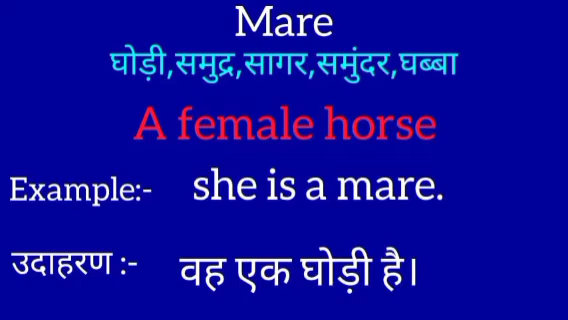 Mare
घोड़ी,समुद्र,सागर,समुंदर,घब्बा
A female horse
Example:- she is a mare.
उदाहरण :- वह एक घोड़ी है।